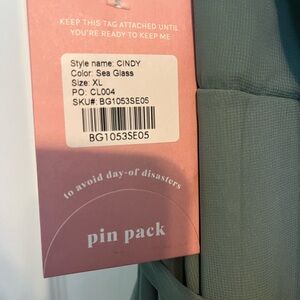 KEEP THIS TAG ATTACHED UNTIL
YOU'RE READY TO KEEP ME
Style name: CINDY
Color: Sea Glass
Size: XL
PO: CL004
SKU#: BG1053SE05
BG1053SE05
to avoid day-of disasters
pin pack